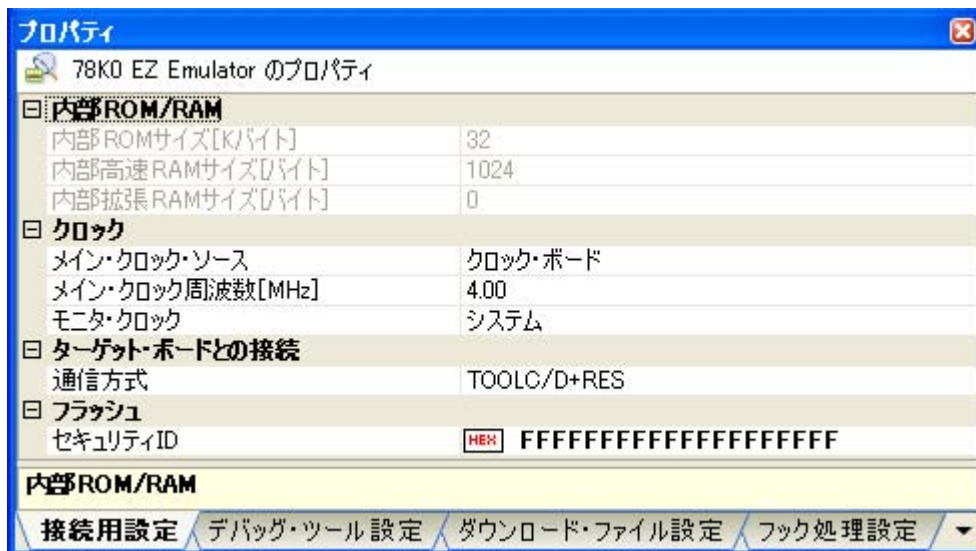 プロパティ
78K0 EZ Emulator のプロパティ
内部ROM/RAM
内部ROMサイズ[Kバイト] 32
内部高速RAMサイズ[バイト] 1024
内部拡張RAMサイズ[バイト] 0
クロック
メイン・クロック・ソース クロック・ボード
メイン・クロック周波数[MHz] 4.00
モニタ・クロック システム
ターゲット・ボードとの接続
通信方式 TOOLC/D+RES
フラッシュ
セキュリティID HEX FFFFFFFFFFFFFFFFFFFF
内部ROM/RAM
接続用設定 デバッグ・ツール設定 ダウンロード・ファイル設定 フック処理設定